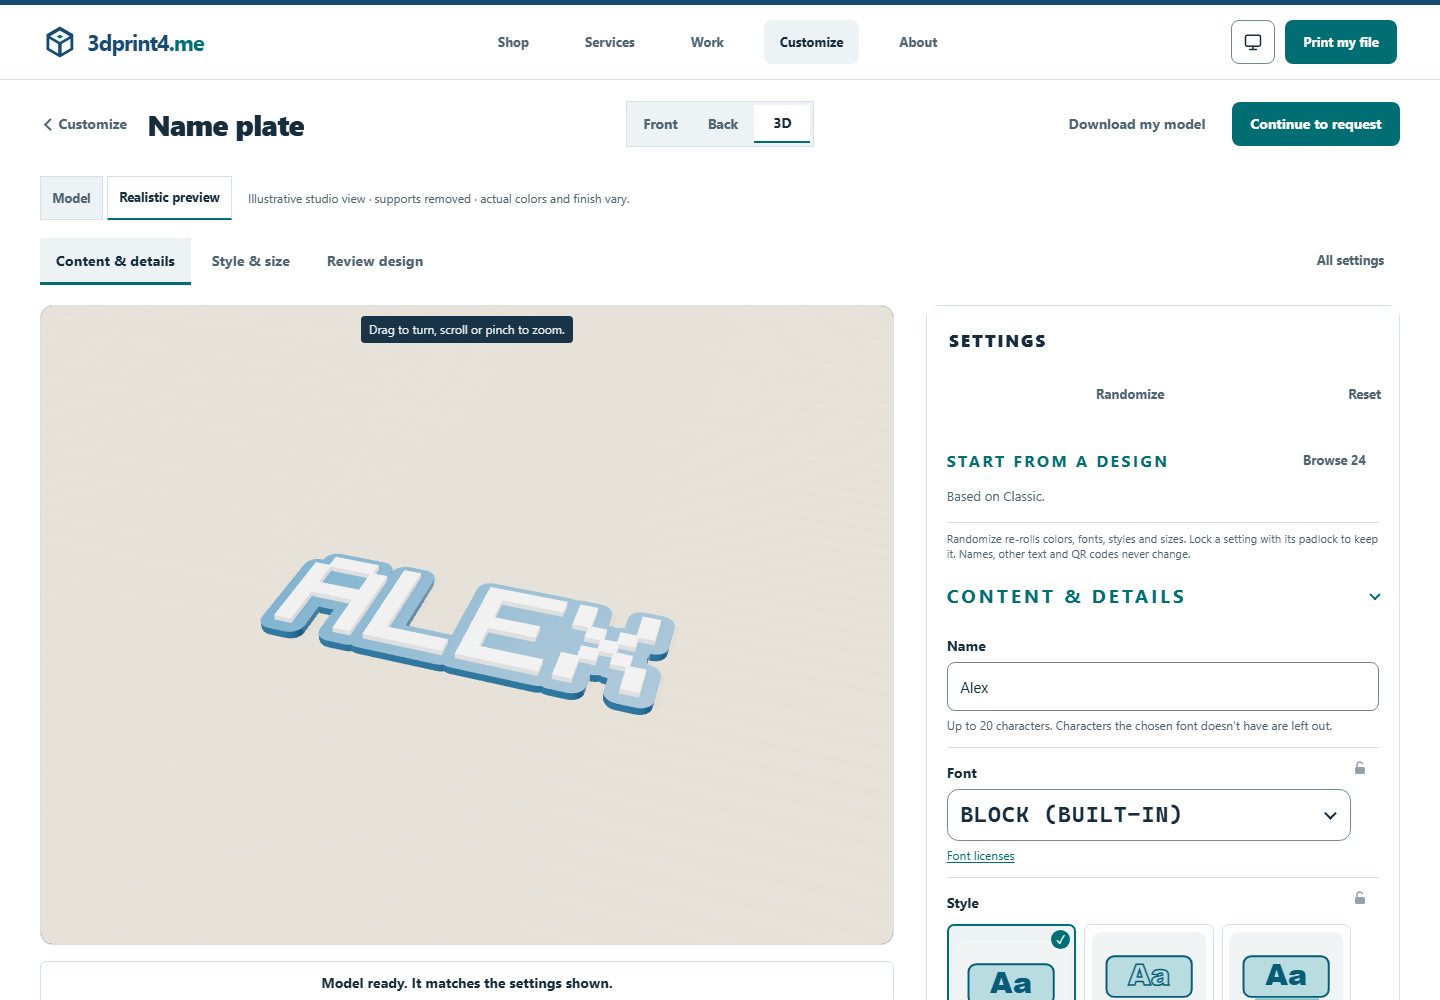 3dprint4.me
Shop
Services
Work
Customize
About
Print my file
Customize
Name plate
Front
Back
3D
Download my model
Continue to request
Model
Realistic preview
Illustrative studio view · supports removed · actual colors and finish vary.
Content & details
Style & size
Review design
All settings
Drag to turn, scroll or pinch to zoom.
ALEX
Model ready. It matches the settings shown.
SETTINGS
Randomize
Reset
START FROM A DESIGN
Browse 24
Based on Classic.
Randomize re-rolls colors, fonts, styles and sizes. Lock a setting with its padlock to keep
it. Names, other text and QR codes never change.
CONTENT & DETAILS
Name
Alex
Up to 20 characters. Characters the chosen font doesn't have are left out.
Font
BLOCK (BUILT-IN)
Font licenses
Style
Aa
Aa
Aa